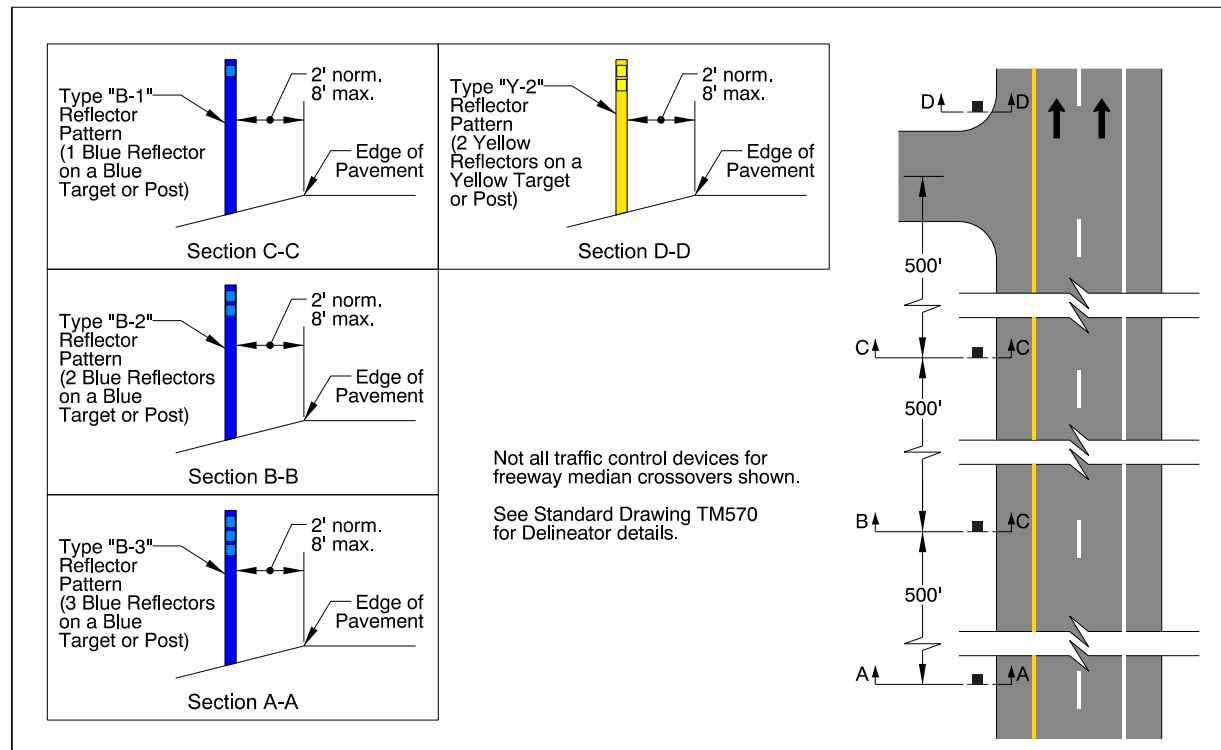 Type "B-1"
Reflector
Pattern
(1 Blue Reflector
on a Blue
Target or Post)
2' norm.
8' max.
Edge of
Pavement
Section C-C
Type "Y-2"
Reflector
Pattern
(2 Yellow
Reflectors on a
Yellow Target
or Post)
2' norm.
8' max.
Edge of
Pavement
Section D-D
Type "B-2"
Reflector
Pattern
(2 Blue Reflectors
on a Blue
Target or Post)
2' norm.
8' max.
Edge of
Pavement
Section B-B
Type "B-3"
Reflector
Pattern
(3 Blue Reflectors
on a Blue
Target or Post)
2' norm.
8' max.
Edge of
Pavement
Section A-A
Not all traffic control devices for
freeway median crossovers shown.
See Standard Drawing TM570
for Delineator details.
D D
500'
C C
500'
B C
500'
A A